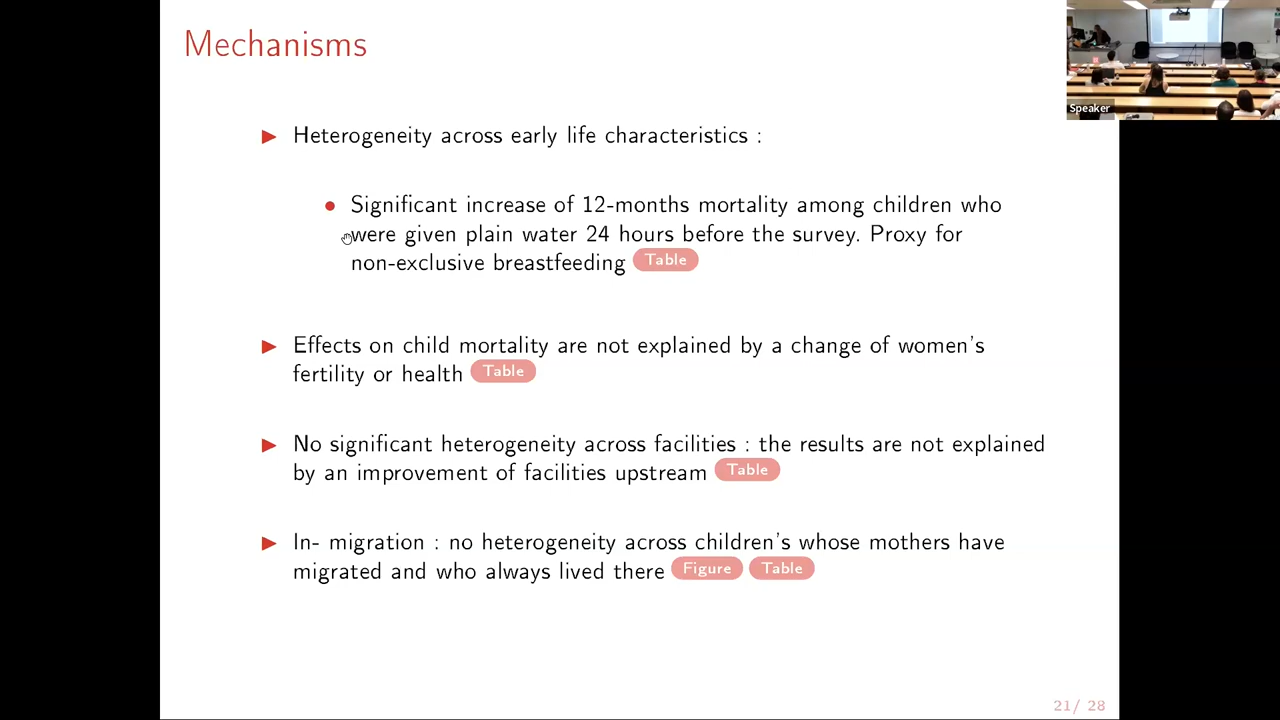 Mechanisms
Speaker
Heterogeneity across early life characteristics :
Significant increase of 12-months mortality among children who
were given plain water 24 hours before the survey. Proxy for
non-exclusive breastfeeding Table
Effects on child mortality are not explained by a change of women's
fertility or health Table
No significant heterogeneity across facilities : the results are not explained
by an improvement of facilities upstream Table
In- migration : no heterogeneity across children's whose mothers have
migrated and who always lived there Figure Table
21/ 28